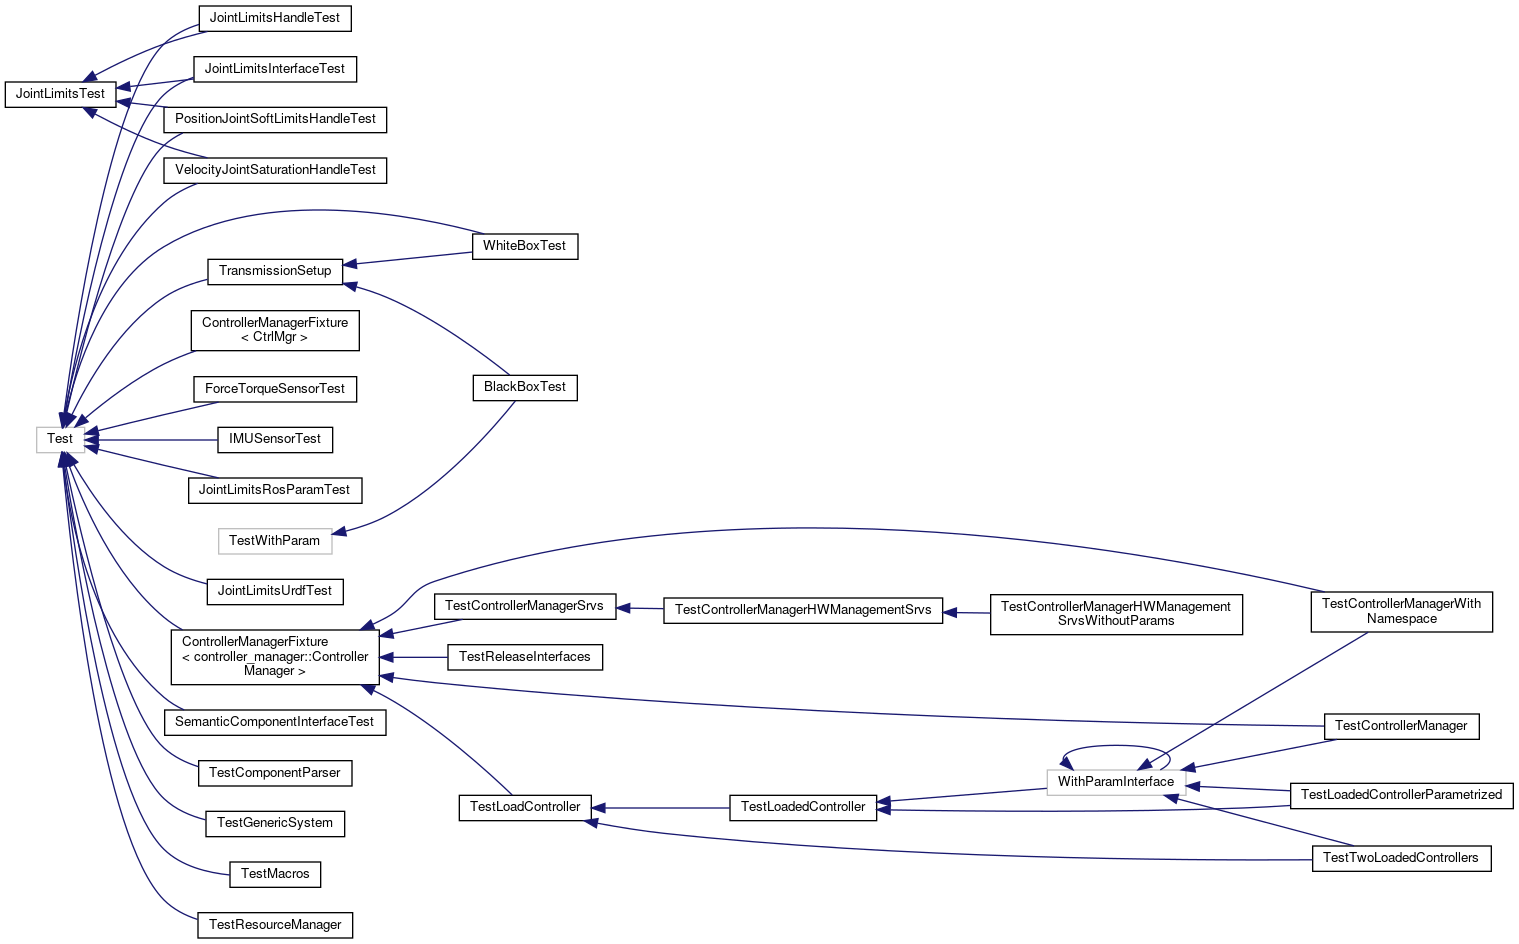 JointLimitsHandleTest
JointLimitsInterfaceTest
JointLimitsTest
PositionJointSoftLimitsHandleTest
VelocityJointSaturationHandleTest
WhiteBoxTest
TransmissionSetup
ControllerManagerFixture
< CtrlMgr >
ForceTorqueSensorTest
BlackBoxTest
Test
IMUSensorTest
JointLimitsRosParamTest
TestWithParam
JointLimitsUrdfTest
TestControllerManagerSrvs
TestControllerManagerHWManagementSrvs
TestControllerManagerHWManagement
SrvsWithoutParams
TestControllerManagerWith
Namespace
ControllerManagerFixture
< controller_manager::Controller
Manager >
TestReleaseInterfaces
SemanticComponentInterfaceTest
TestControllerManager
TestComponentParser
WithParamInterface
TestLoadController
TestLoadedController
TestLoadedControllerParametrized
TestGenericSystem
TestTwoLoadedControllers
TestMacros
TestResourceManager